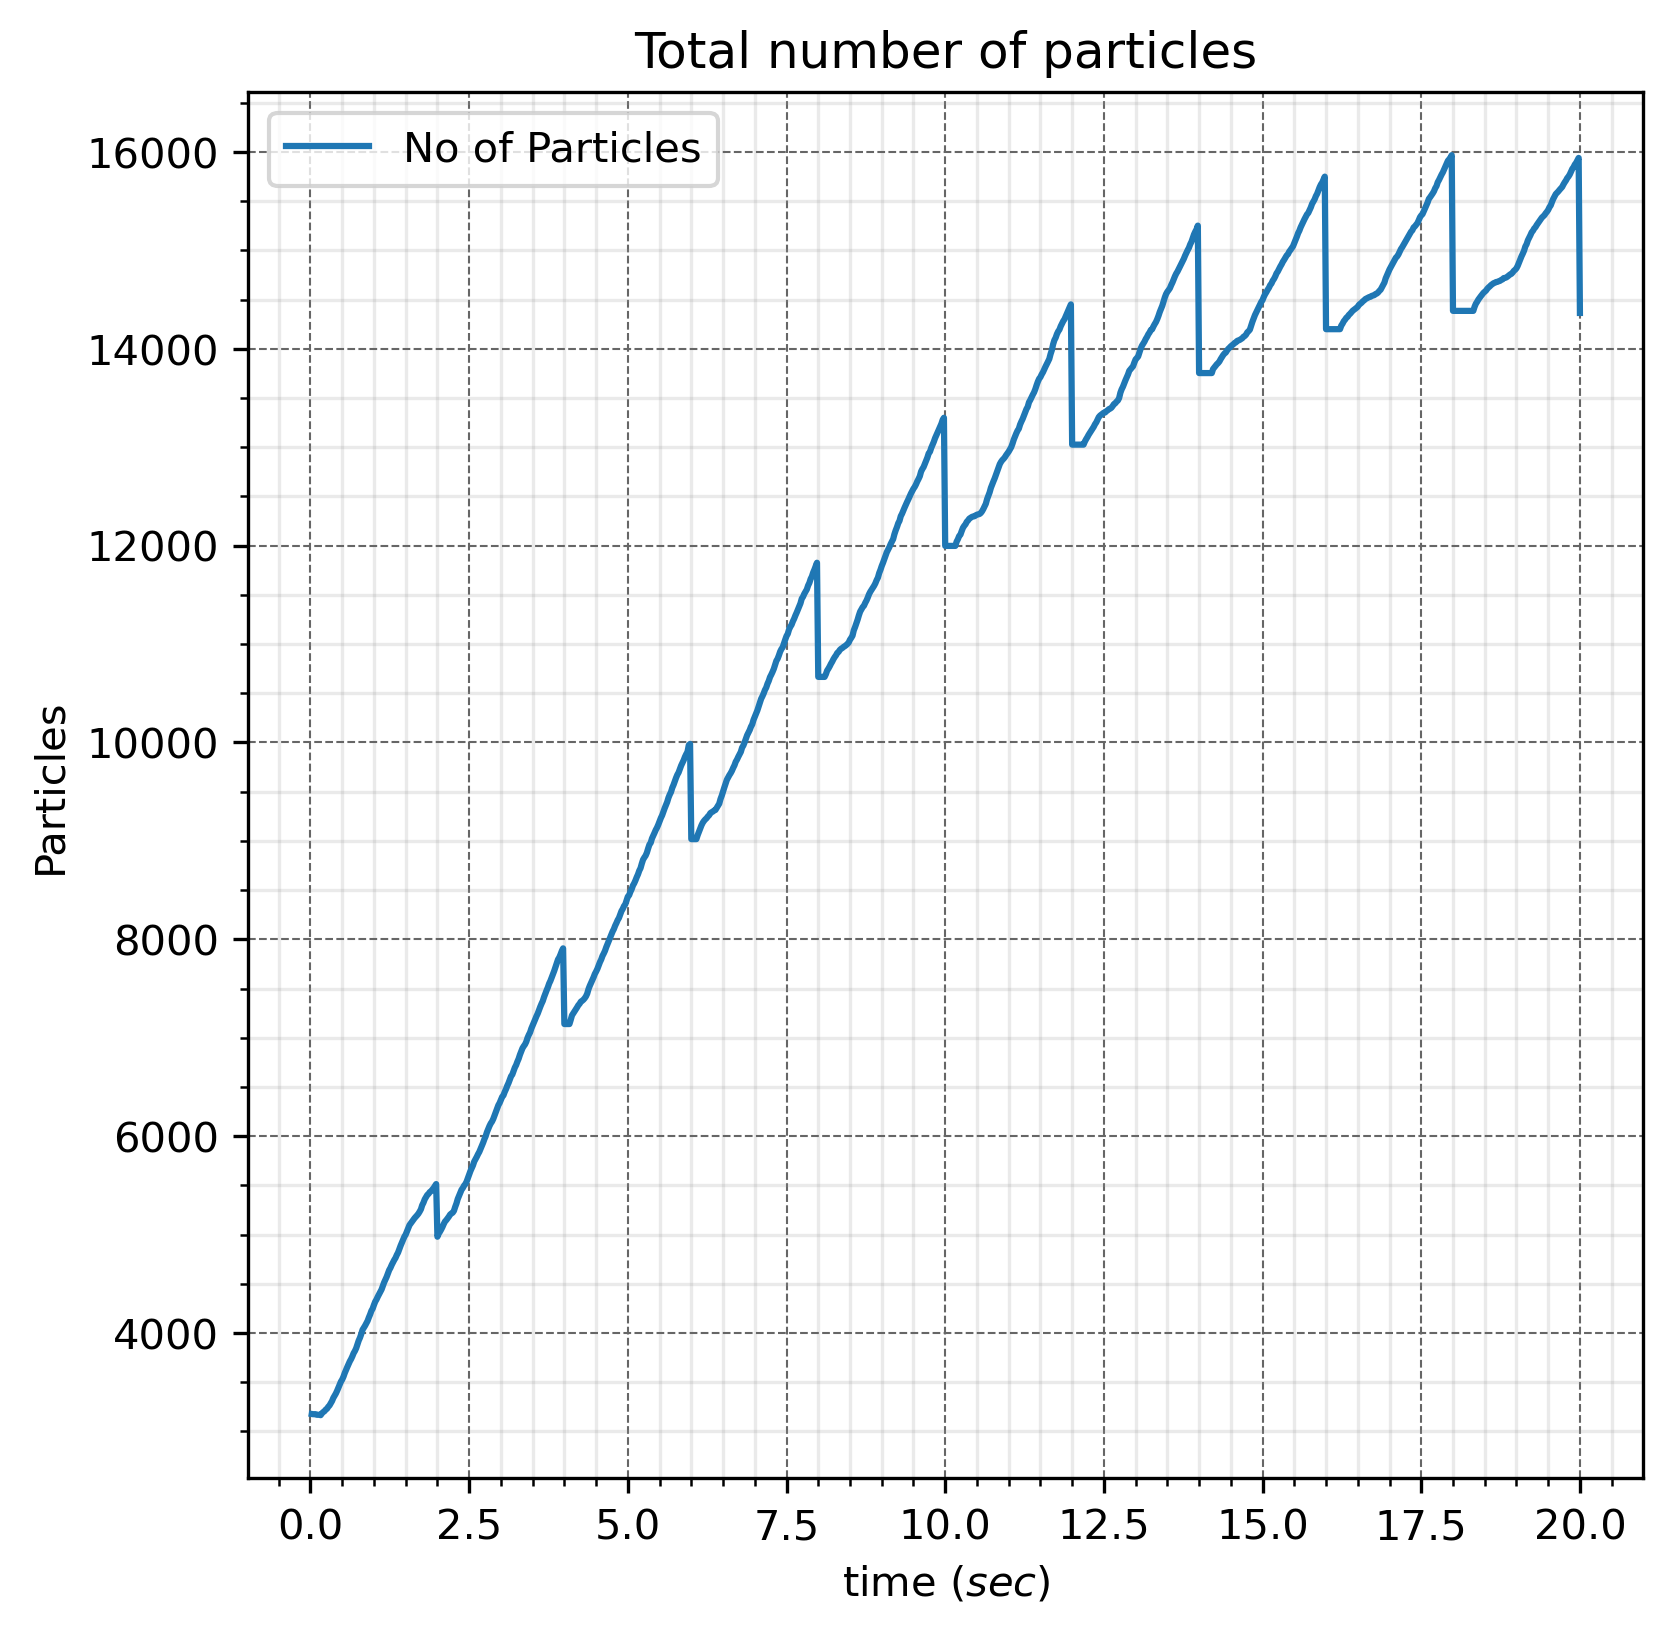 Total number of particles
No of Particles
16000
14000
12000
10000
8000
6000
4000
Particles
0.0 2.5 5.0 7.5 10.0 12.5 15.0 17.5 20.0
time (sec)